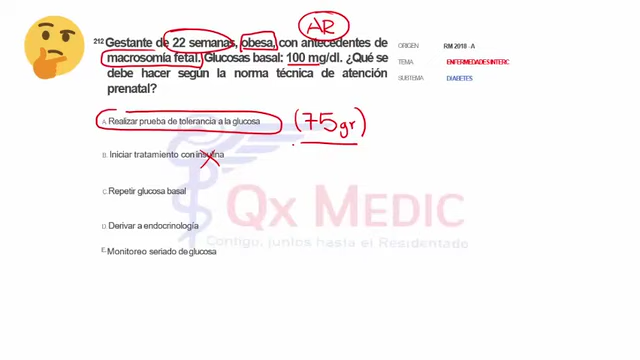 AR
212 Gestante de 22 semanas, obesa, con antecedentes de
macrosomía fetal. Glucosas basal: 100 mg/dl. ¿Qué se
debe hacer según la norma técnica de atención
prenatal?
ORIGEN RM 2018 -A
TEMA ENFERMEDADES INTERC
SUBTEMA DIABETES
A. Realizar prueba de tolerancia a la glucosa (75gr)
B. Iniciar tratamiento con insulina
C. Repetir glucosa basal
D. Derivar a endocrinología
E. Monitoreo seriado de glucosa
Qx MEDIC
Contigo, juntos hasta el Residentado